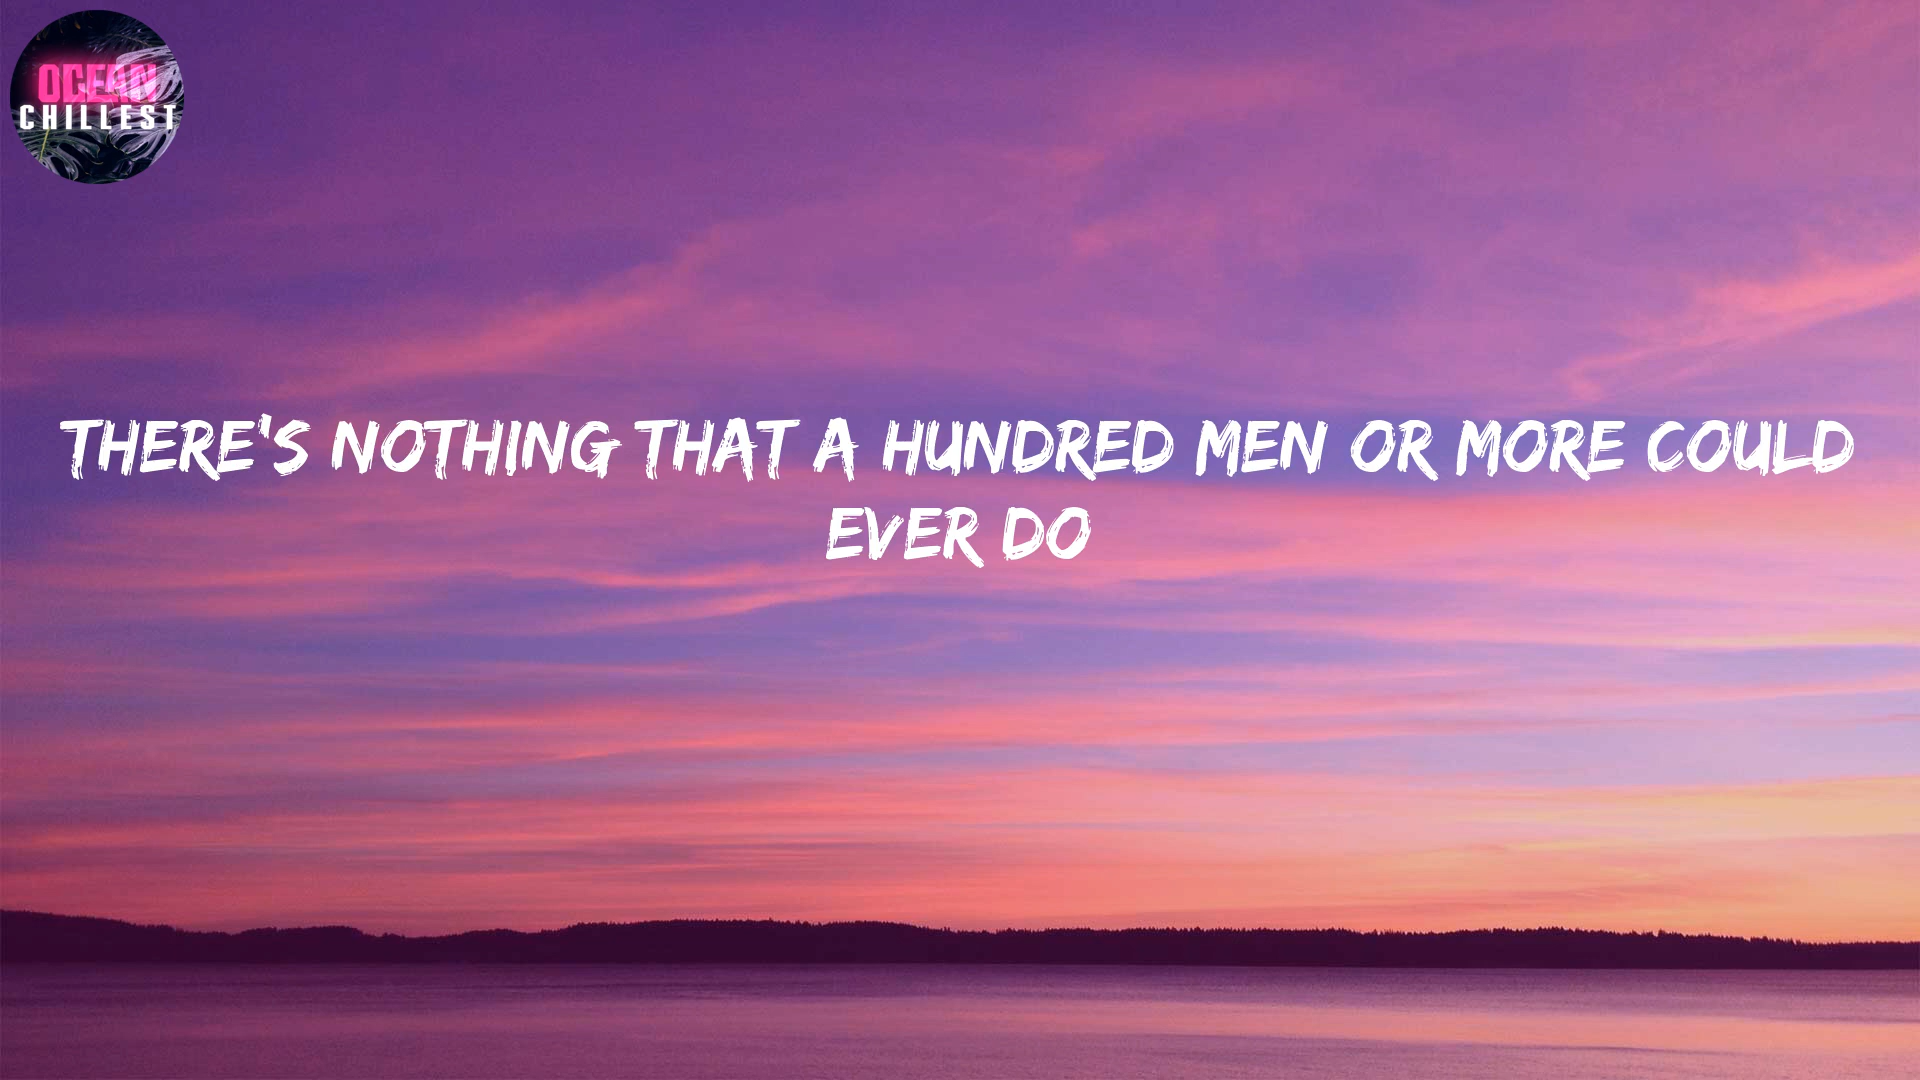 OCEAN
CHILLEST
THERE'S NOTHING THAT A HUNDRED MEN OR MORE COULD
EVER DO